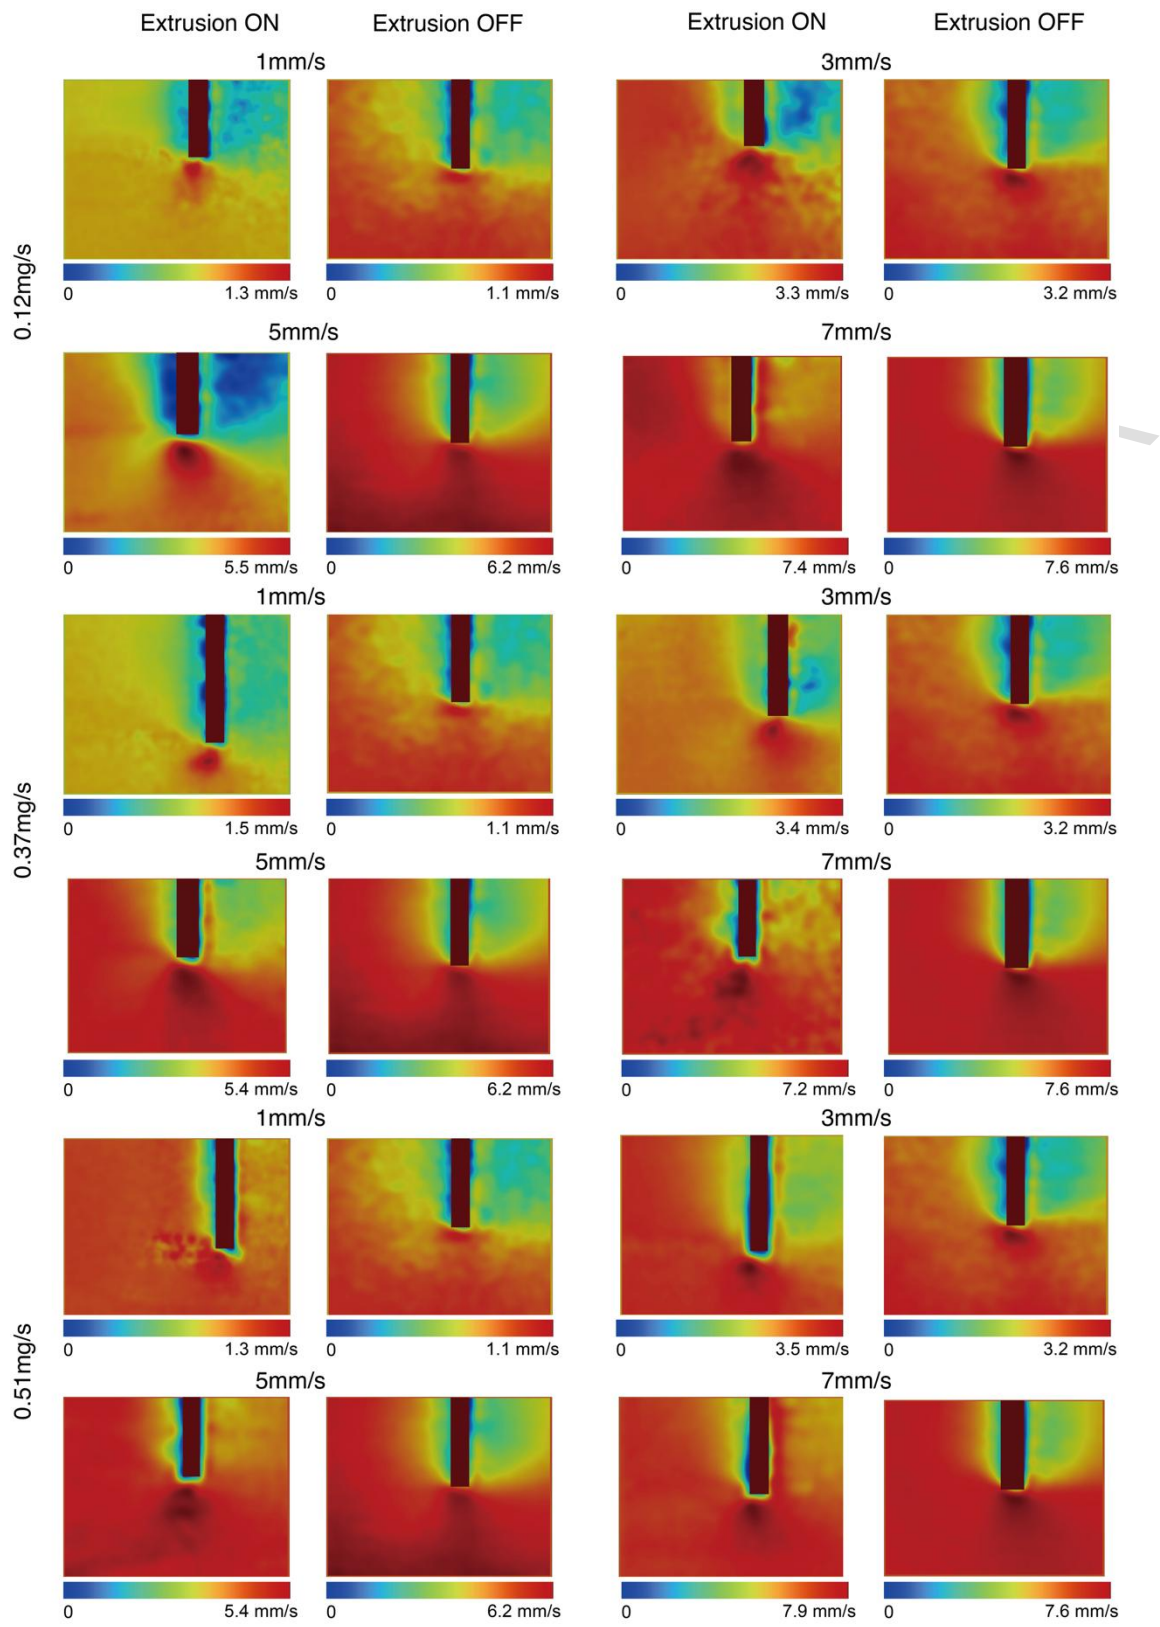 Extrusion ON Extrusion OFF Extrusion ON Extrusion OFF
1mm/s 3mm/s
0.12mg/s
0 1.3 mm/s 0 1.1 mm/s 0 3.3 mm/s 0 3.2 mm/s
5mm/s 7mm/s
0 5.5 mm/s 0 6.2 mm/s 0 7.4 mm/s 0 7.6 mm/s
1mm/s 3mm/s
0.37mg/s
0 1.5 mm/s 0 1.1 mm/s 0 3.4 mm/s 0 3.2 mm/s
5mm/s 7mm/s
0 5.4 mm/s 0 6.2 mm/s 0 7.2 mm/s 0 7.6 mm/s
1mm/s 3mm/s
0.51mg/s
0 1.3 mm/s 0 1.1 mm/s 0 3.5 mm/s 0 3.2 mm/s
5mm/s 7mm/s
0 5.4 mm/s 0 6.2 mm/s 0 7.9 mm/s 0 7.6 mm/s